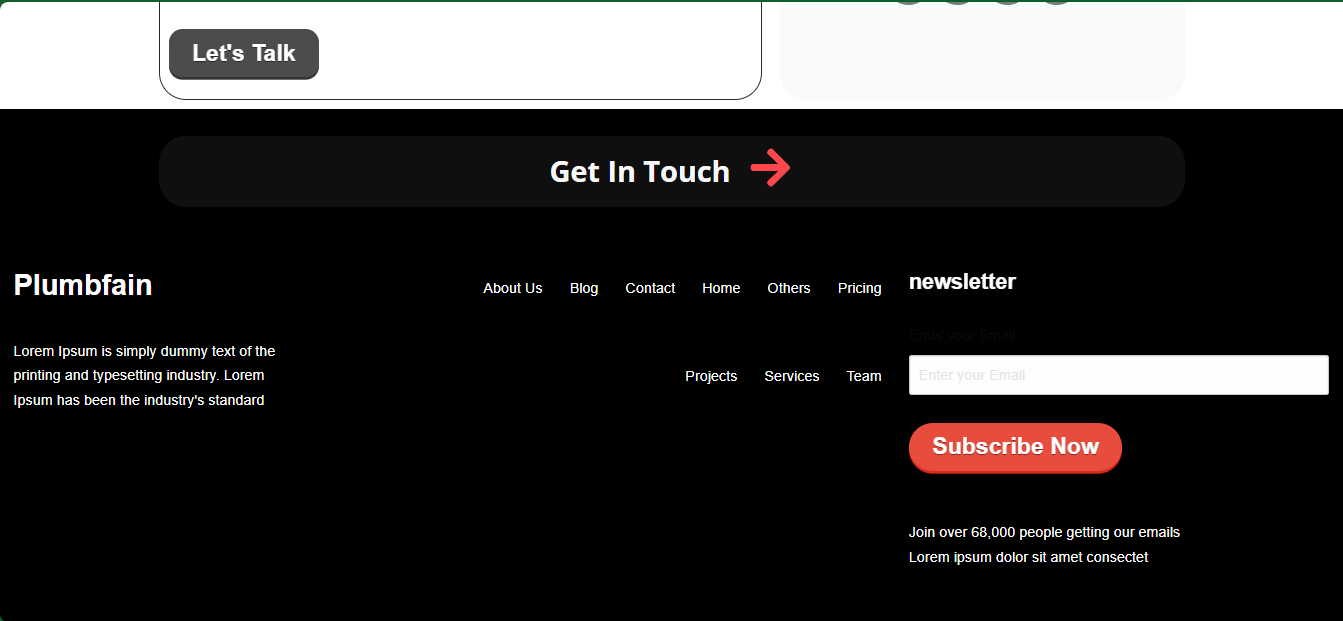 Let's Talk
Get In Touch
Plumbfain
Lorem Ipsum is simply dummy text of the
printing and typesetting industry. Lorem
Ipsum has been the industry's standard
About Us Blog Contact Home Others Pricing
Projects Services Team
newsletter
Enter your Email
Enter your Email
Subscribe Now
Join over 68,000 people getting our emails
Lorem ipsum dolor sit amet consectet